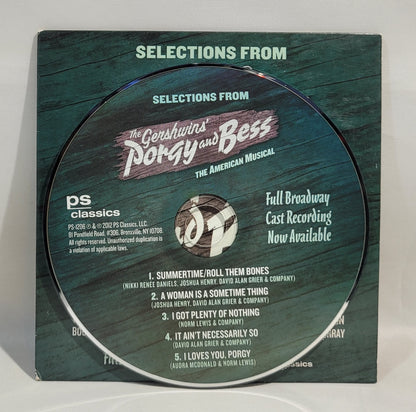 SELECTIONS FROM
SELECTIONS FROM
The Gershwins'
Porgy and Bess
THE AMERICAN MUSICAL
ps
classics
PS-1206 ℗ & © 2012 PS Classics, LLC.
91 Pondfield Road, #306, Bronxville, NY 10708.
All rights reserved. Unauthorized duplication is
a violation of applicable laws.
Full Broadway
Cast Recording
Now Available
1. SUMMERTIME/ROLL THEM BONES
(NIKKI RENÉE DANIELS, JOSHUA HENRY, DAVID ALAN GRIER & COMPANY)
2. A WOMAN IS A SOMETIME THING
(JOSHUA HENRY, DAVID ALAN GRIER & COMPANY)
3. I GOT PLENTY OF NOTHING
(NORM LEWIS & COMPANY)
4. IT AIN'T NECESSARILY SO
(DAVID ALAN GRIER & COMPANY)
5. I LOVES YOU, PORGY
(AUDRA MCDONALD & NORM LEWIS)